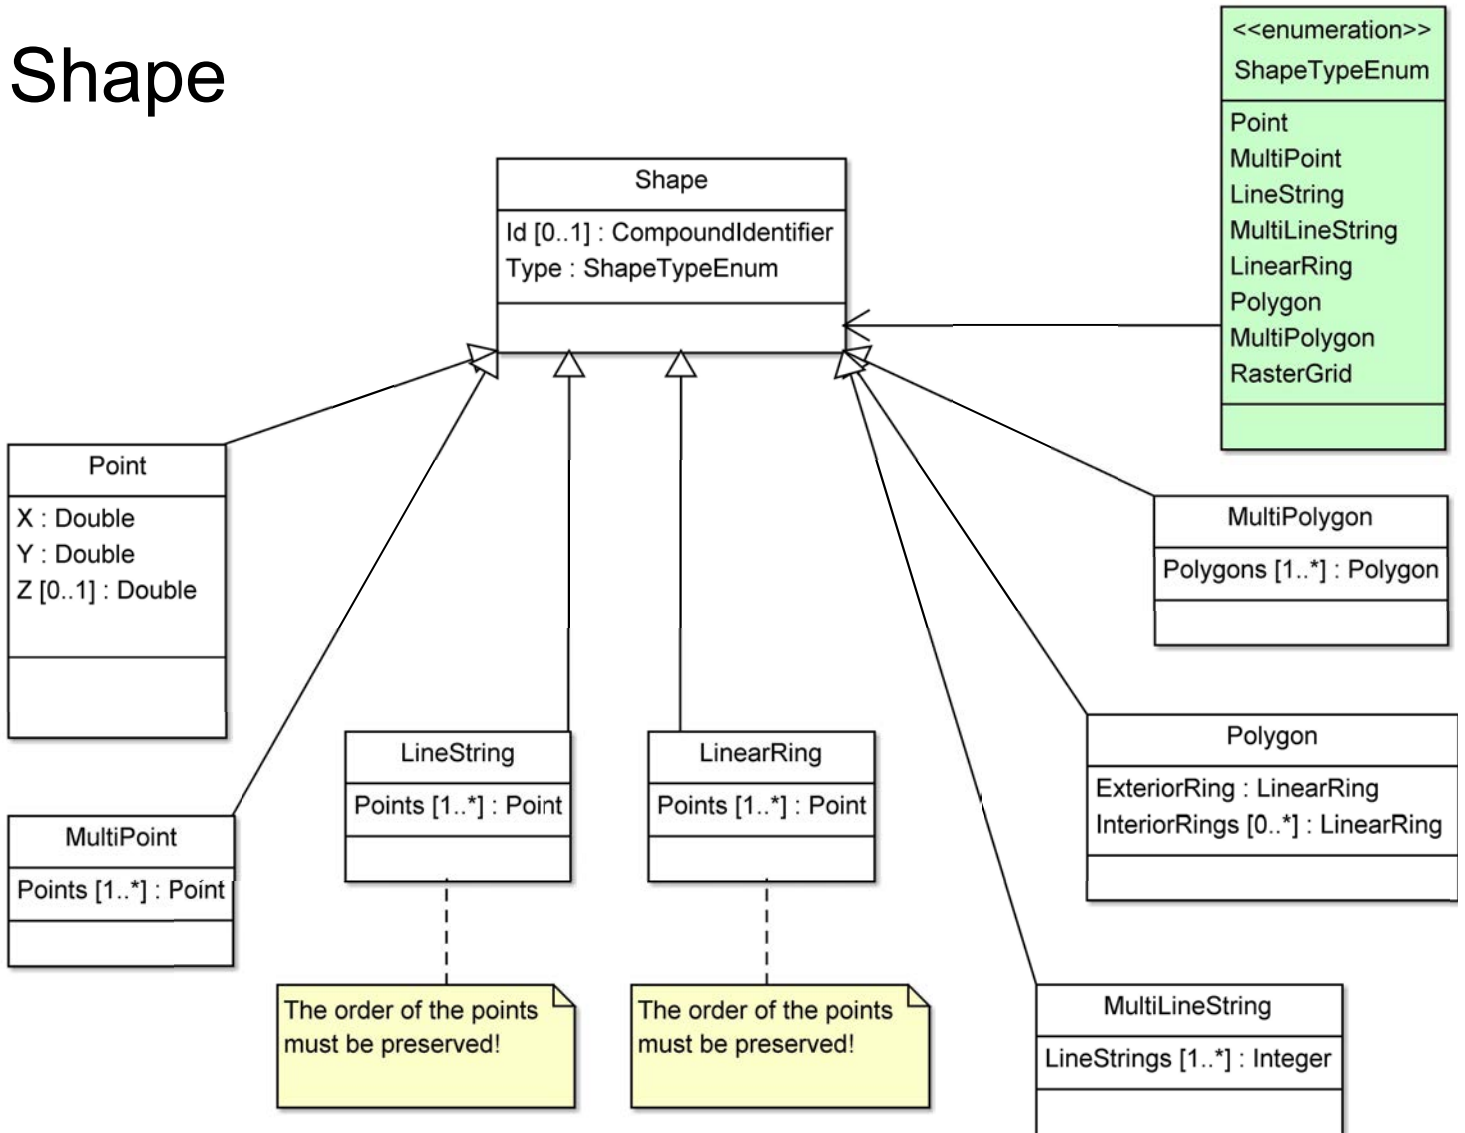 Shape
<<enumeration>>
ShapeTypeEnum
Point
MultiPoint
LineString
MultiLineString
LinearRing
Polygon
MultiPolygon
RasterGrid
Shape
Id [0..1] : CompoundIdentifier
Type : ShapeTypeEnum
Point
X : Double
Y : Double
Z [0..1] : Double
MultiPolygon
Polygons [1..*] : Polygon
LineString
Points [1..*] : Point
LinearRing
Points [1..*] : Point
Polygon
ExteriorRing : LinearRing
InteriorRings [0..*] : LinearRing
MultiPoint
Points [1..*] : Point
The order of the points
must be preserved!
The order of the points
must be preserved!
MultiLineString
LineStrings [1..*] : Integer